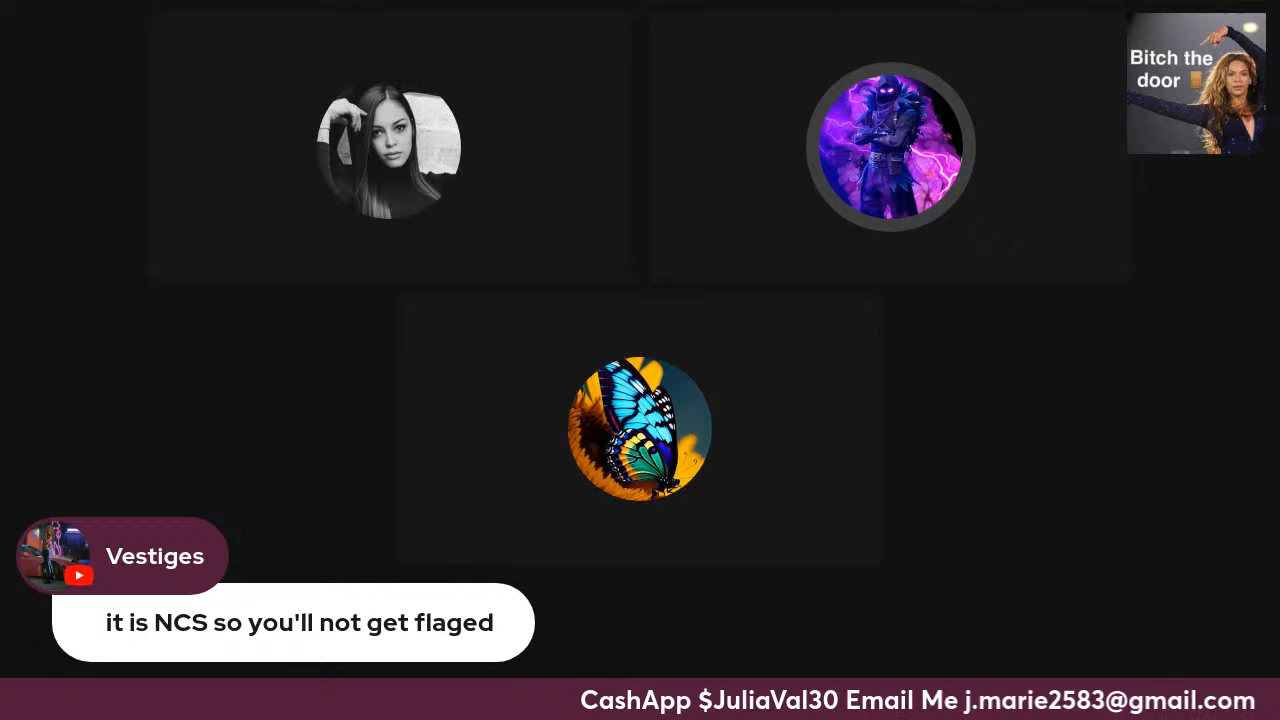 Bitch the
door
Vestiges
it is NCS so you'll not get flaged
CashApp $JuliaVal30 Email Me j.marie2583@gmail.com